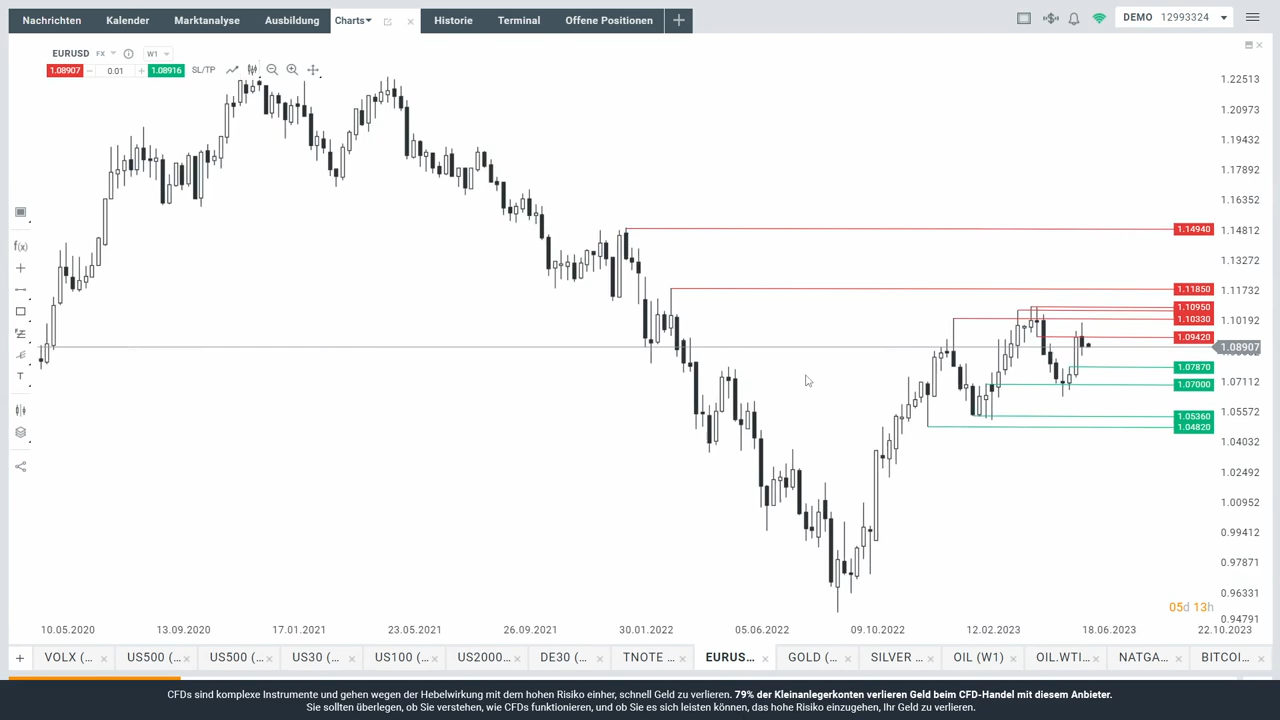 Nachrichten Kalender Marktanalyse Ausbildung Charts Historie Terminal Offene Positionen DEMO 12993324
EURUSD FX W1
1.08907 0.01 1.08916 SL/TP
1.22513
1.20973
1.19432
1.17892
1.16352
1.14940 1.14812
1.13272
1.11850 1.11732
1.10950
1.10330 1.10192
1.09420
1.08907
1.07870
1.07000 1.07112
1.05360 1.05572
1.04820
1.04032
1.02492
1.00952
0.99412
0.97871
0.96331
05d 13h
0.94791
10.05.2020 13.09.2020 17.01.2021 23.05.2021 26.09.2021 30.01.2022 05.06.2022 09.10.2022 12.02.2023 18.06.2023 22.10.2023
VOLX (... US500 (... US500 (... US30 (... US100 (... US2000... DE30 (... TNOTE ... EURUS... GOLD (... SILVER ... OIL (W1) OIL.WTI... NATGA... BITCOI...
CFDs sind komplexe Instrumente und gehen wegen der Hebelwirkung mit dem hohen Risiko einher, schnell Geld zu verlieren. 79% der Kleinanlegerkonten verlieren Geld beim CFD-Handel mit diesem Anbieter.
Sie sollten überlegen, ob Sie verstehen, wie CFDs funktionieren, und ob Sie es sich leisten können, das hohe Risiko einzugehen, Ihr Geld zu verlieren.